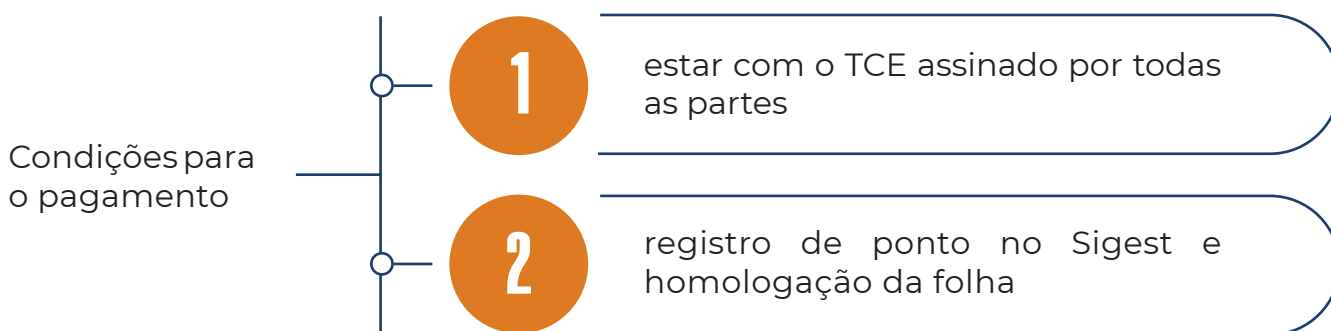 Condições para
o pagamento
1
estar com o TCE assinado por todas
as partes
2
registro de ponto no Sigest e
homologação da folha